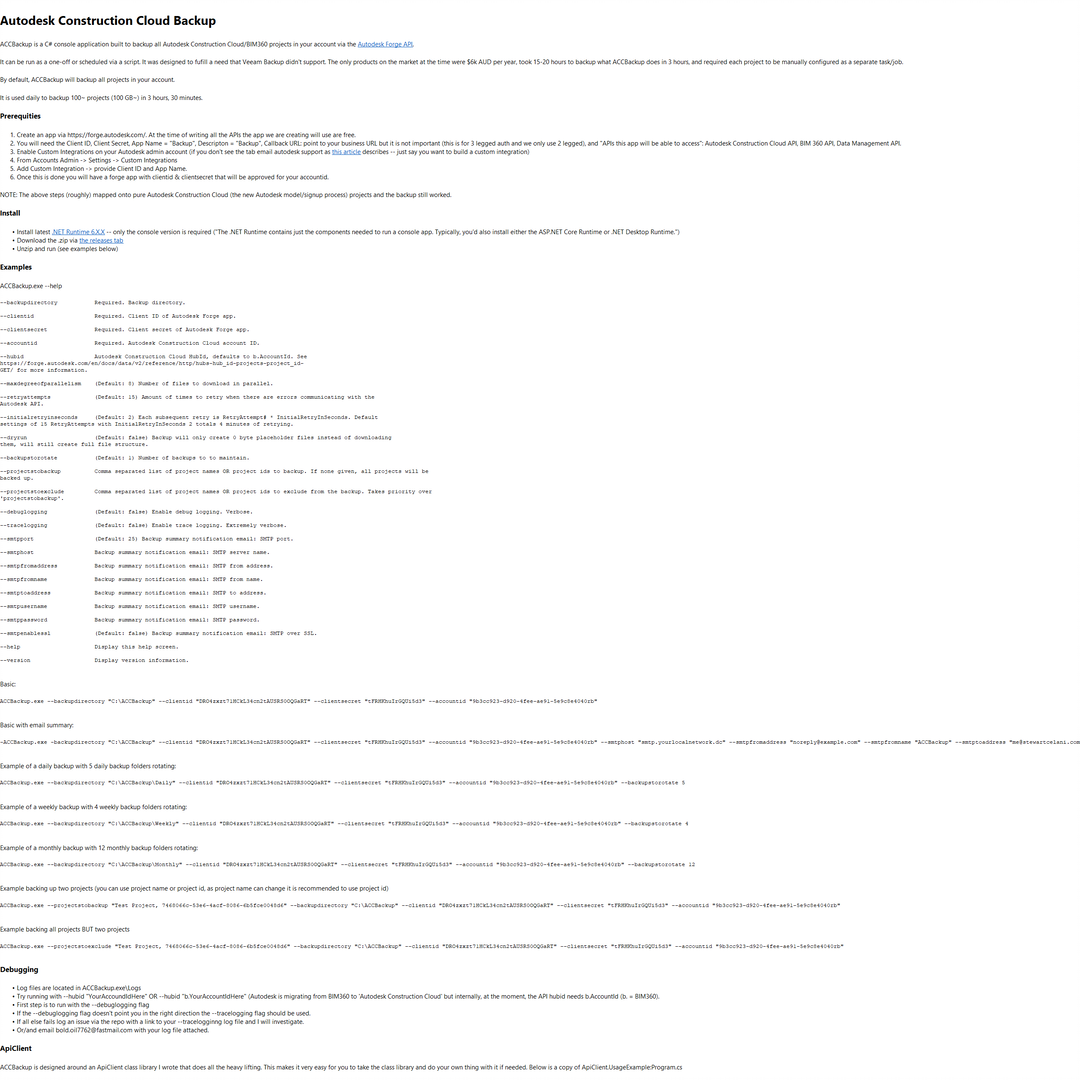 Autodesk Construction Cloud Backup
ACCBackup is a C# console application built to backup all Autodesk Construction Cloud/BIM360 projects in your account via the Autodesk Forge API.
It can be run as a one-off or scheduled via a script. It was designed to fufill a need that Veeam Backup didn't support. The only products on the market at the time were $6k AUD per year, took 15-20 hours to backup what ACCBackup does in 3 hours, and required each project to be manually configured as a separate task/job.
By default, ACCBackup will backup all projects in your account.
It is used daily to backup 100~ projects (100 GB~) in 3 hours, 30 minutes.
Prerequities
1. Create an app via https://forge.autodesk.com/. At the time of writing all the APIs the app we are creating will use are free.
2. You will need the Client ID, Client Secret, App Name = "Backup", Descripton = "Backup", Callback URL: point to your business URL but it is not important (this is for 3 legged auth and we only use 2 legged), and "APIs this app will be able to access": Autodesk Construction Cloud API, BIM 360 API, Data Management API.
3. Enable Custom Integrations on your Autodesk admin account (if you don't see the tab email autodesk support as this article describes -- just say you want to build a custom integration)
4. From Accounts Admin -> Settings -> Custom Integrations
5. Add Custom Integration -> provide Client ID and App Name.
6. Once this is done you will have a forge app with clientid & clientsecret that will be approved for your accountid.
NOTE: The above steps (roughly) mapped onto pure Autodesk Construction Cloud (the new Autodesk model/signup process) projects and the backup still worked.
Install
• Install latest .NET Runtime 6.X.X -- only the console version is required ("The .NET Runtime contains just the components needed to run a console app. Typically, you'd also install either the ASP.NET Core Runtime or .NET Desktop Runtime.")
• Download the .zip via the releases tab
• Unzip and run (see examples below)
Examples
ACCBackup.exe --help
--backupdirectory Required. Backup directory.
--clientid Required. Client ID of Autodesk Forge app.
--clientsecret Required. Client secret of Autodesk Forge app.
--accountid Required. Autodesk Construction Cloud account ID.
--hubid Autodesk Construction Cloud HubId, defaults to b.AccountId. See
https://forge.autodesk.com/en/docs/data/v2/reference/http/hubs-hub_id-projects-project_id-
GET/ for more information.
--maxdegreeofparallelism (Default: 8) Number of files to download in parallel.
--retryattempts (Default: 15) Amount of times to retry when there are errors communicating with the
Autodesk API.
--initialretryinseconds (Default: 2) Each subsequent retry is RetryAttempt# * InitialRetryInSeconds. Default
settings of 15 RetryAttempts with InitialRetryInSeconds 2 totals 4 minutes of retrying.
--dryrun (Default: false) Backup will only create 0 byte placeholder files instead of downloading
them, will still create full file structure.
--backupstorotate (Default: 1) Number of backups to to maintain.
--projectstobackup Comma separated list of project names OR project ids to backup. If none given, all projects will be
backed up.
--projectstoexclude Comma separated list of project names OR project ids to exclude from the backup. Takes priority over
'projectstobackup'.
--debuglogging (Default: false) Enable debug logging. Verbose.
--tracelogging (Default: false) Enable trace logging. Extremely verbose.
--smtpport (Default: 25) Backup summary notification email: SMTP port.
--smtphost Backup summary notification email: SMTP server name.
--smtpfromaddress Backup summary notification email: SMTP from address.
--smtpfromname Backup summary notification email: SMTP from name.
--smtptoaddress Backup summary notification email: SMTP to address.
--smtpusername Backup summary notification email: SMTP username.
--smtppassword Backup summary notification email: SMTP password.
--smtpenablessl (Default: false) Backup summary notification email: SMTP over SSL.
--help Display this help screen.
--version Display version information.
Basic:
ACCBackup.exe --backupdirectory "C:\ACCBackup" --clientid "DRO4zxzt71HCkL34cn2tAUSRS0OQGaRT" --clientsecret "tFRHKhuIrGQUi5d3" --accountid "9b3cc923-d920-4fee-ae91-5e9c8e4040rb"
Basic with email summary:
-ACCBackup.exe -backupdirectory "C:\ACCBackup" --clientid "DRO4zxzt71HCkL34cn2tAUSRS0OQGaRT" --clientsecret "tFRHKhuIrGQUi5d3" --accountid "9b3cc923-d920-4fee-ae91-5e9c8e4040rb" --smtphost "smtp.yourlocalnetwork.dc" --smtpfromaddress "noreply@example.com" --smtpfromname "ACCBackup" --smtptoaddress "me@stewartcelani.com
Example of a daily backup with 5 daily backup folders rotating:
ACCBackup.exe --backupdirectory "C:\ACCBackup\Daily" --clientid "DRO4zxzt71HCkL34cn2tAUSRS0OQGaRT" --clientsecret "tFRHKhuIrGQUi5d3" --accountid "9b3cc923-d920-4fee-ae91-5e9c8e4040rb" --backupstorotate 5
Example of a weekly backup with 4 weekly backup folders rotating:
ACCBackup.exe --backupdirectory "C:\ACCBackup\Weekly" --clientid "DRO4zxzt71HCkL34cn2tAUSRS0OQGaRT" --clientsecret "tFRHKhuIrGQUi5d3" --accountid "9b3cc923-d920-4fee-ae91-5e9c8e4040rb" --backupstorotate 4
Example of a monthly backup with 12 monthly backup folders rotating:
ACCBackup.exe --backupdirectory "C:\ACCBackup\Monthly" --clientid "DRO4zxzt71HCkL34cn2tAUSRS0OQGaRT" --clientsecret "tFRHKhuIrGQUi5d3" --accountid "9b3cc923-d920-4fee-ae91-5e9c8e4040rb" --backupstorotate 12
Example backing up two projects (you can use project name or project id, as project name can change it is recommended to use project id)
ACCBackup.exe --projectstobackup "Test Project, 7468066c-53e6-4acf-8086-6b5fce0048d6" --backupdirectory "C:\ACCBackup" --clientid "DRO4zxzt71HCkL34cn2tAUSRS0OQGaRT" --clientsecret "tFRHKhuIrGQUi5d3" --accountid "9b3cc923-d920-4fee-ae91-5e9c8e4040rb"
Example backing all projects BUT two projects
ACCBackup.exe --projectstoexclude "Test Project, 7468066c-53e6-4acf-8086-6b5fce0048d6" --backupdirectory "C:\ACCBackup" --clientid "DRO4zxzt71HCkL34cn2tAUSRS0OQGaRT" --clientsecret "tFRHKhuIrGQUi5d3" --accountid "9b3cc923-d920-4fee-ae91-5e9c8e4040rb"
Debugging
• Log files are located in ACCBackup.exe\Logs
• Try running with --hubid "YourAccoundIdHere" OR --hubid "b.YourAccountIdHere" (Autodesk is migrating from BIM360 to 'Autodesk Construction Cloud' but internally, at the moment, the API hubid needs b.AccountId (b. = BIM360).
• First step is to run with the --debuglogging flag
• If the --debuglogging flag doesn't point you in the right direction the --tracelogging flag should be used.
• If all else fails log an issue via the repo with a link to your --tracelogginng log file and I will investigate.
• Or/and email bold.oil7762@fastmail.com with your log file attached.
ApiClient
ACCBackup is designed around an ApiClient class library I wrote that does all the heavy lifting. This makes it very easy for you to take the class library and do your own thing with it if needed. Below is a copy of ApiClient.UsageExample:Program.cs